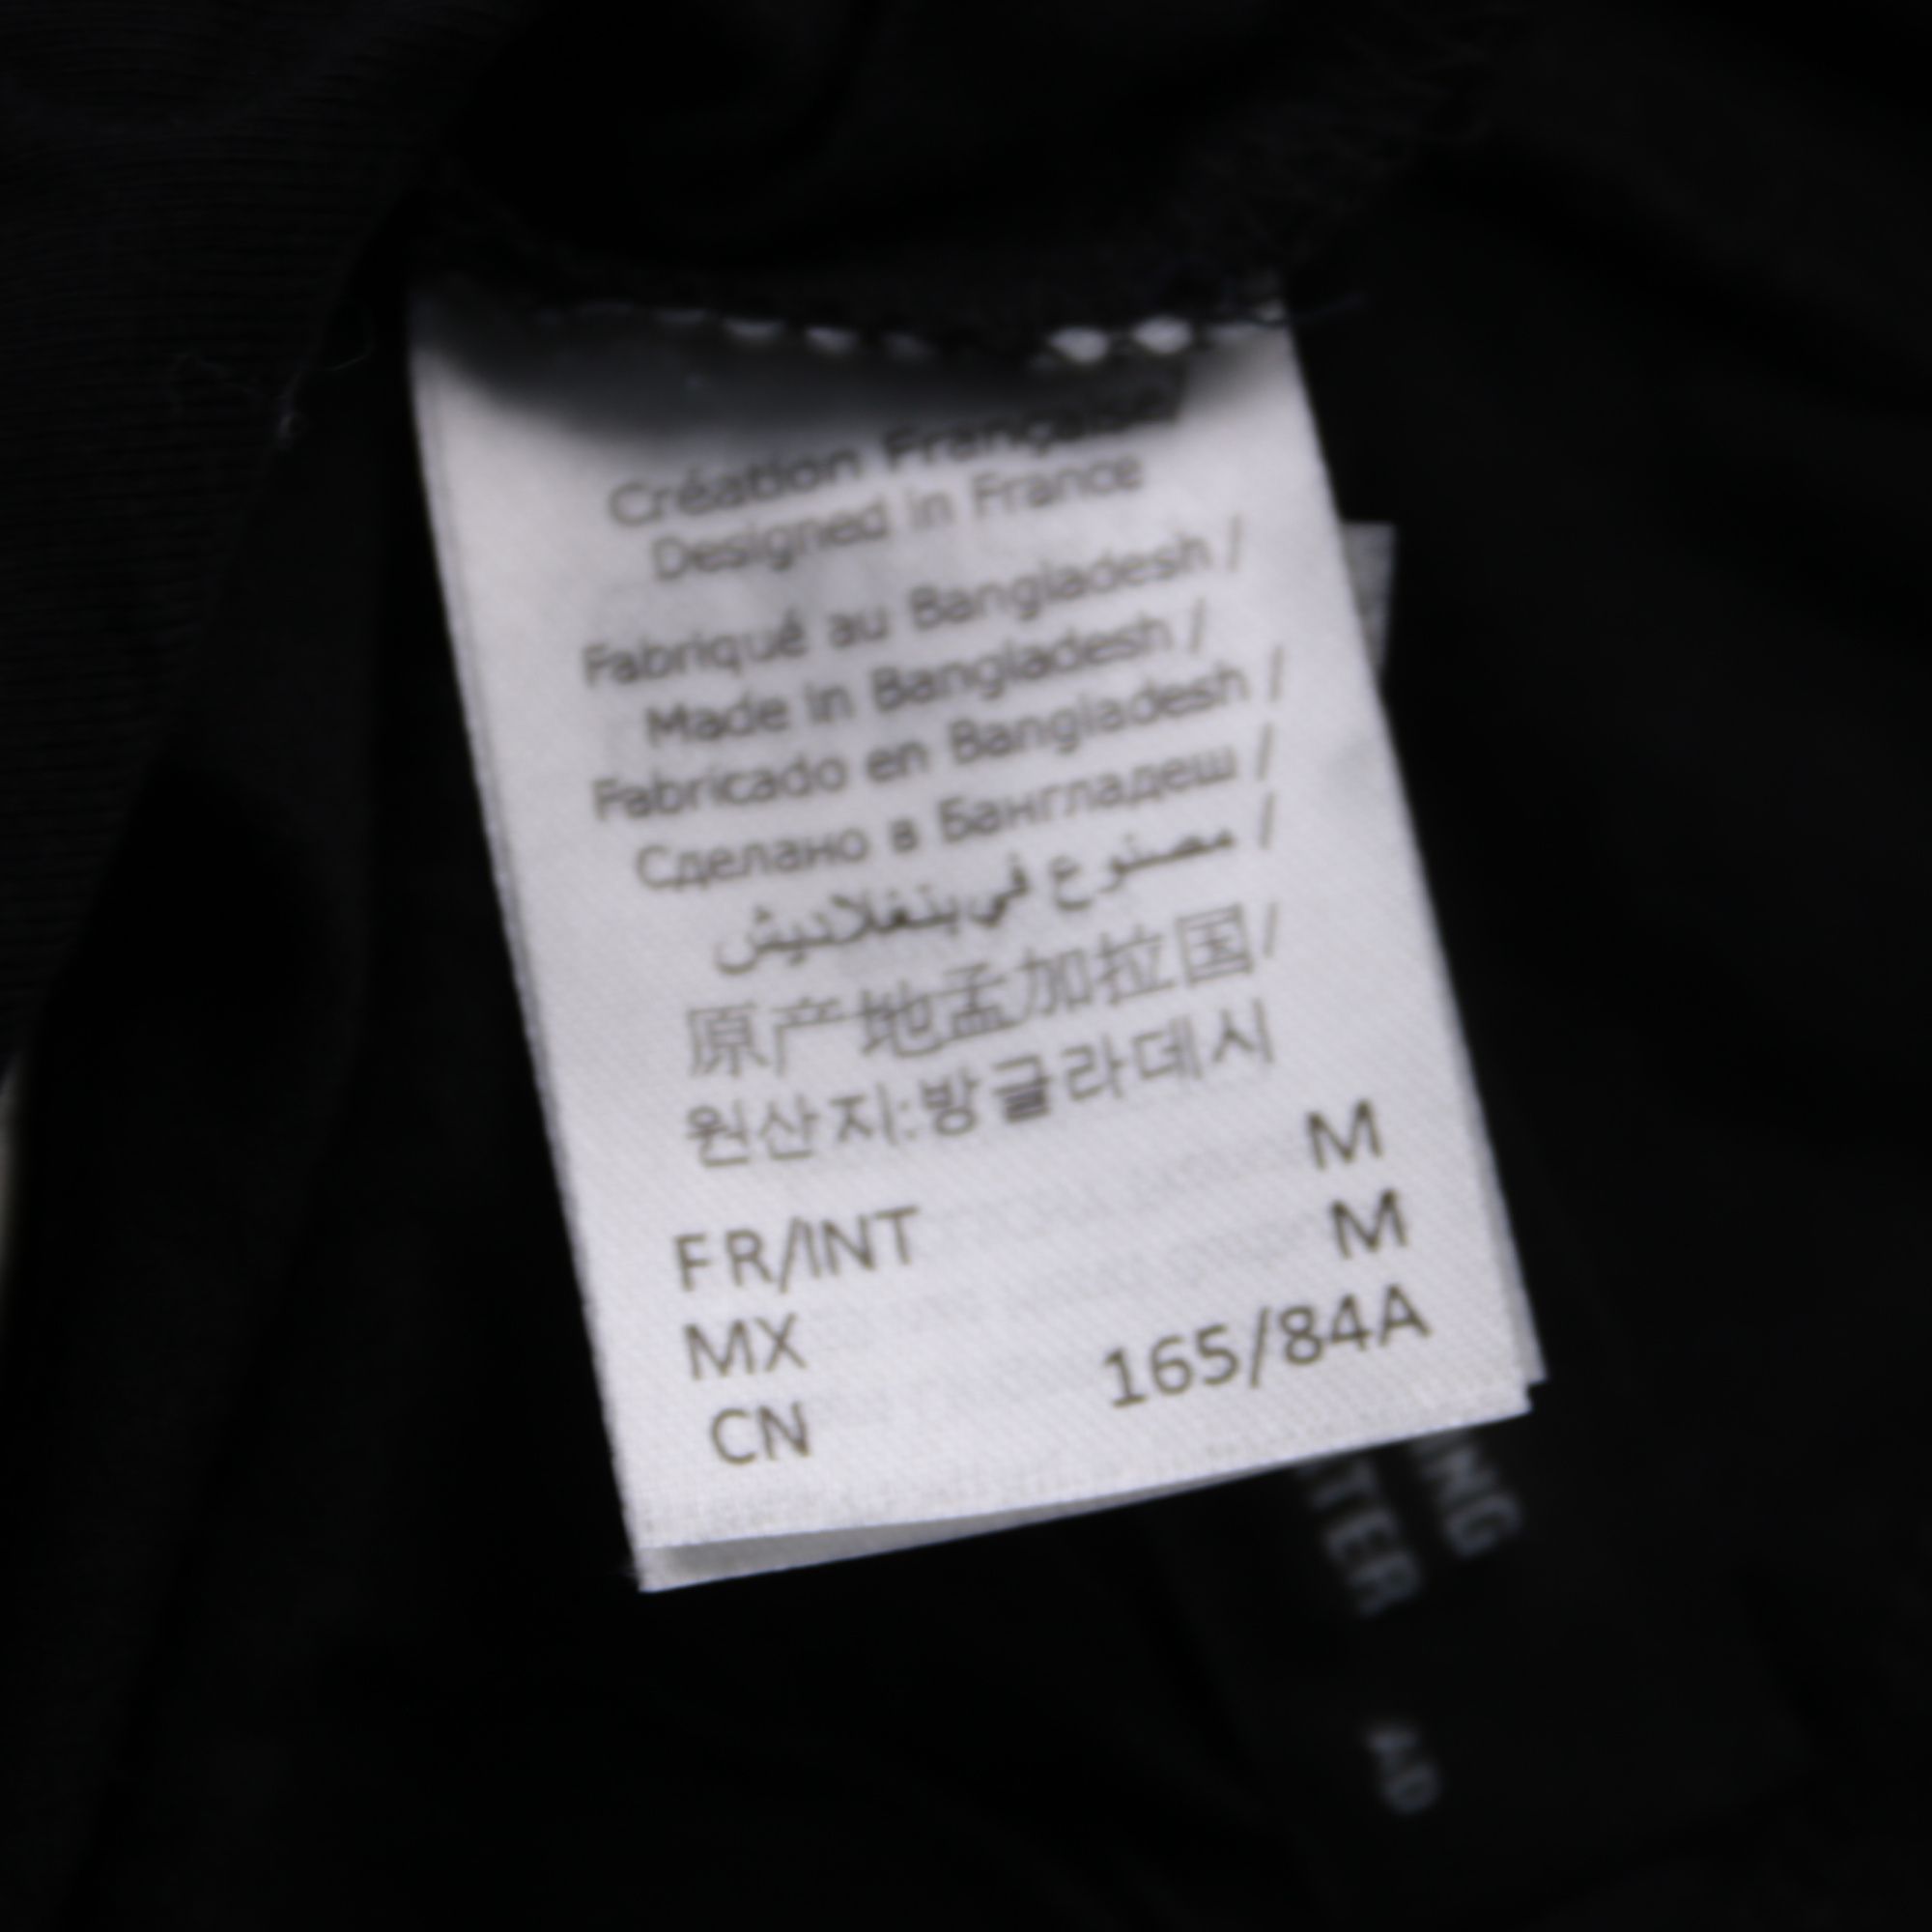 Création Française
Designed in France
Fabriqué au Bangladesh /
Made in Bangladesh /
Fabricado en Bangladesh /
Сделано в Бангладеш /
مصنوع في بنغلاديش /
原产地孟加拉国/
원산지:방글라데시
FR/INT M
MX M
CN 165/84A
AD